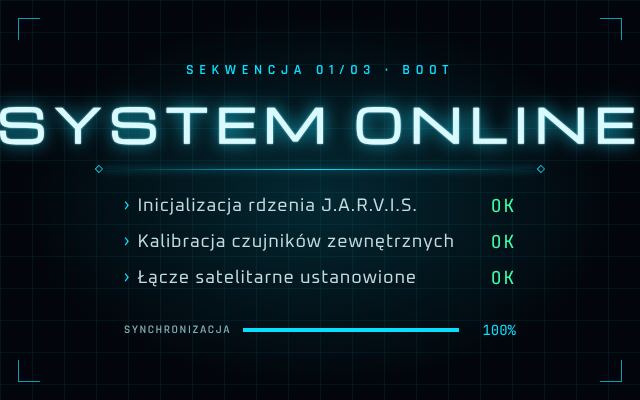 SEKWENCJA 01/03 · BOOT
SYSTEM ONLINE
› Inicjalizacja rdzenia J.A.R.V.I.S. OK
› Kalibracja czujników zewnętrznych OK
› Łącze satelitarne ustanowione OK
SYNCHRONIZACJA 100%